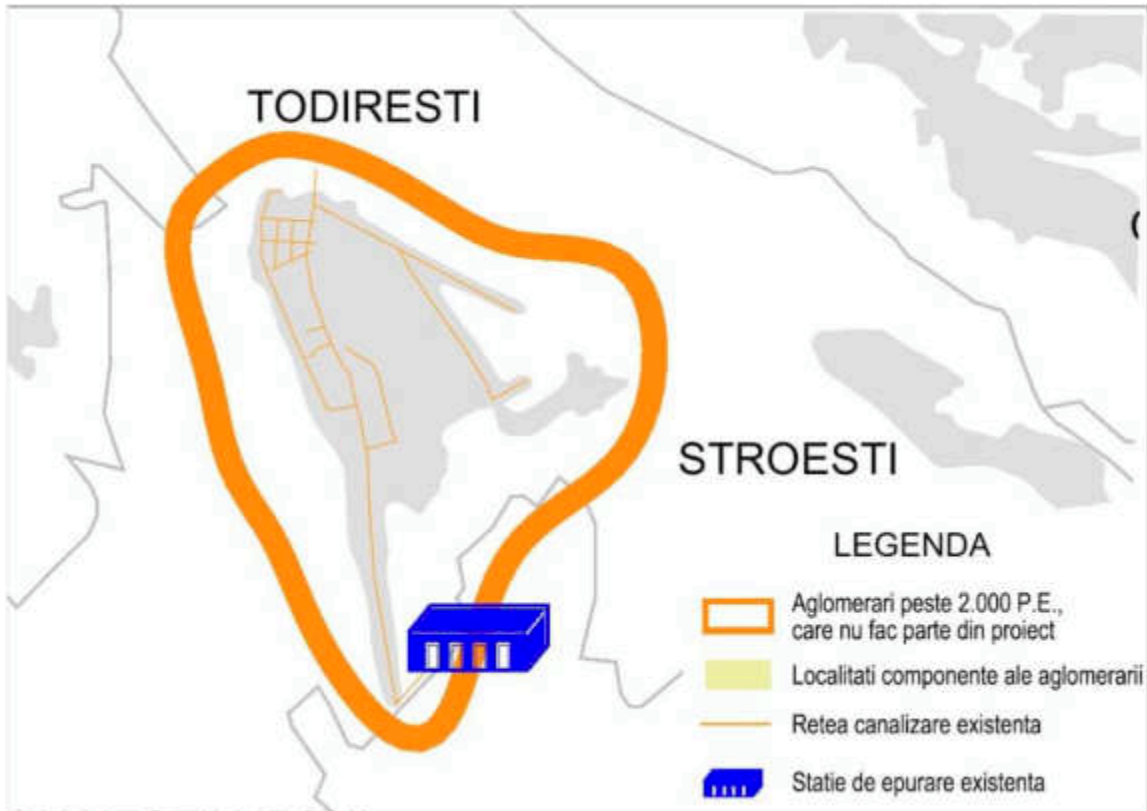 TODIRESTI
STROESTI
LEGENDA
Aglomerari peste 2.000 P.E.,
care nu fac parte din proiect
Localitati componente ale aglomerarii
Retea canalizare existenta
Statie de epurare existenta